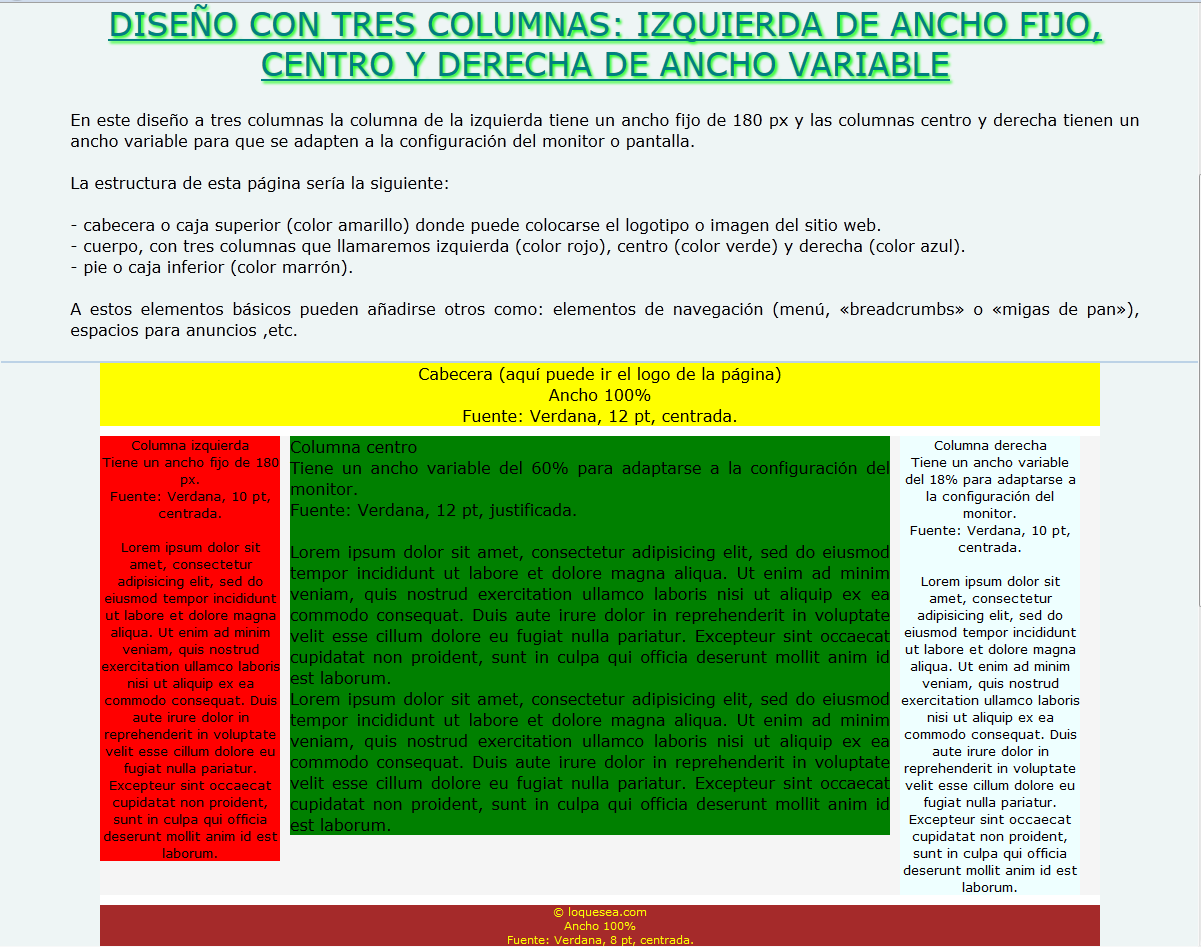 DISEÑO CON TRES COLUMNAS: IZQUIERDA DE ANCHO FIJO,
CENTRO Y DERECHA DE ANCHO VARIABLE
En este diseño a tres columnas la columna de la izquierda tiene un ancho fijo de 180 px y las columnas centro y derecha tienen un
ancho variable para que se adapten a la configuración del monitor o pantalla.
La estructura de esta página sería la siguiente:
- cabecera o caja superior (color amarillo) donde puede colocarse el logotipo o imagen del sitio web.
- cuerpo, con tres columnas que llamaremos izquierda (color rojo), centro (color verde) y derecha (color azul).
- pie o caja inferior (color marrón).
A estos elementos básicos pueden añadirse otros como: elementos de navegación (menú, «breadcrumbs» o «migas de pan»),
espacios para anuncios ,etc.
Cabecera (aquí puede ir el logo de la página)
Ancho 100%
Fuente: Verdana, 12 pt, centrada.
Columna izquierda
Tiene un ancho fijo de 180
px.
Fuente: Verdana, 10 pt,
centrada.
Lorem ipsum dolor sit
amet, consectetur
adipisicing elit, sed do
eiusmod tempor incididunt
ut labore et dolore magna
aliqua. Ut enim ad minim
veniam, quis nostrud
exercitation ullamco laboris
nisi ut aliquip ex ea
commodo consequat. Duis
aute irure dolor in
reprehenderit in voluptate
velit esse cillum dolore eu
fugiat nulla pariatur.
Excepteur sint occaecat
cupidatat non proident,
sunt in culpa qui officia
deserunt mollit anim id est
laborum.
Columna centro
Tiene un ancho variable del 60% para adaptarse a la configuración del
monitor.
Fuente: Verdana, 12 pt, justificada.
Lorem ipsum dolor sit amet, consectetur adipisicing elit, sed do eiusmod
tempor incididunt ut labore et dolore magna aliqua. Ut enim ad minim
veniam, quis nostrud exercitation ullamco laboris nisi ut aliquip ex ea
commodo consequat. Duis aute irure dolor in reprehenderit in voluptate
velit esse cillum dolore eu fugiat nulla pariatur. Excepteur sint occaecat
cupidatat non proident, sunt in culpa qui officia deserunt mollit anim id
est laborum.
Lorem ipsum dolor sit amet, consectetur adipisicing elit, sed do eiusmod
tempor incididunt ut labore et dolore magna aliqua. Ut enim ad minim
veniam, quis nostrud exercitation ullamco laboris nisi ut aliquip ex ea
commodo consequat. Duis aute irure dolor in reprehenderit in voluptate
velit esse cillum dolore eu fugiat nulla pariatur. Excepteur sint occaecat
cupidatat non proident, sunt in culpa qui officia deserunt mollit anim id
est laborum.
Columna derecha
Tiene un ancho variable
del 18% para adaptarse a
la configuración del
monitor.
Fuente: Verdana, 10 pt,
centrada.
Lorem ipsum dolor sit
amet, consectetur
adipisicing elit, sed do
eiusmod tempor incididunt
ut labore et dolore magna
aliqua. Ut enim ad minim
veniam, quis nostrud
exercitation ullamco laboris
nisi ut aliquip ex ea
commodo consequat. Duis
aute irure dolor in
reprehenderit in voluptate
velit esse cillum dolore eu
fugiat nulla pariatur.
Excepteur sint occaecat
cupidatat non proident,
sunt in culpa qui officia
deserunt mollit anim id est
laborum.
© loquesea.com
Ancho 100%
Fuente: Verdana, 8 pt, centrada.